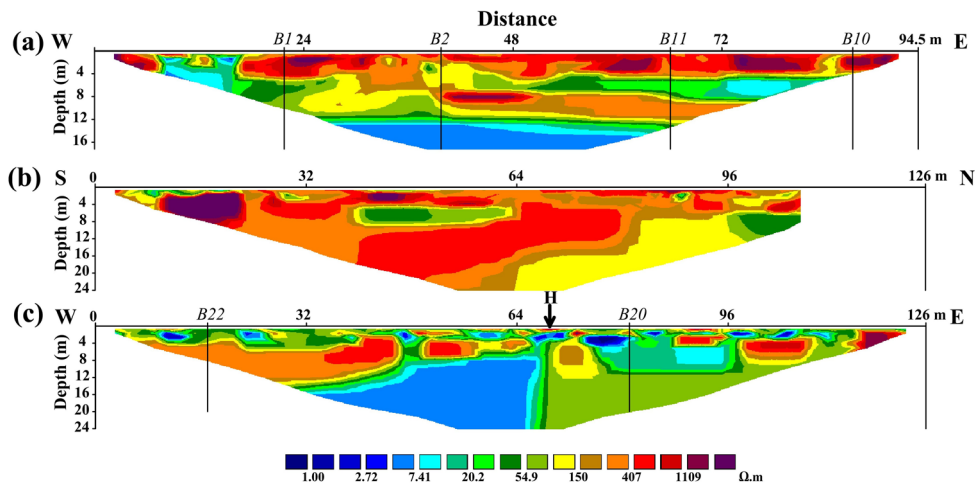 Distance
(a) W B1 24 B2 48 B11 72 B10 94.5 m E
Depth (m)
4
8
12
16
(b) S 0 32 64 96 126 m N
Depth (m)
4
8
12
16
20
24
H
(c) W 0 B22 32 64 B20 96 126 m E
Depth (m)
4
8
12
16
20
24
1.00 2.72 7.41 20.2 54.9 150 407 1109 Ω.m